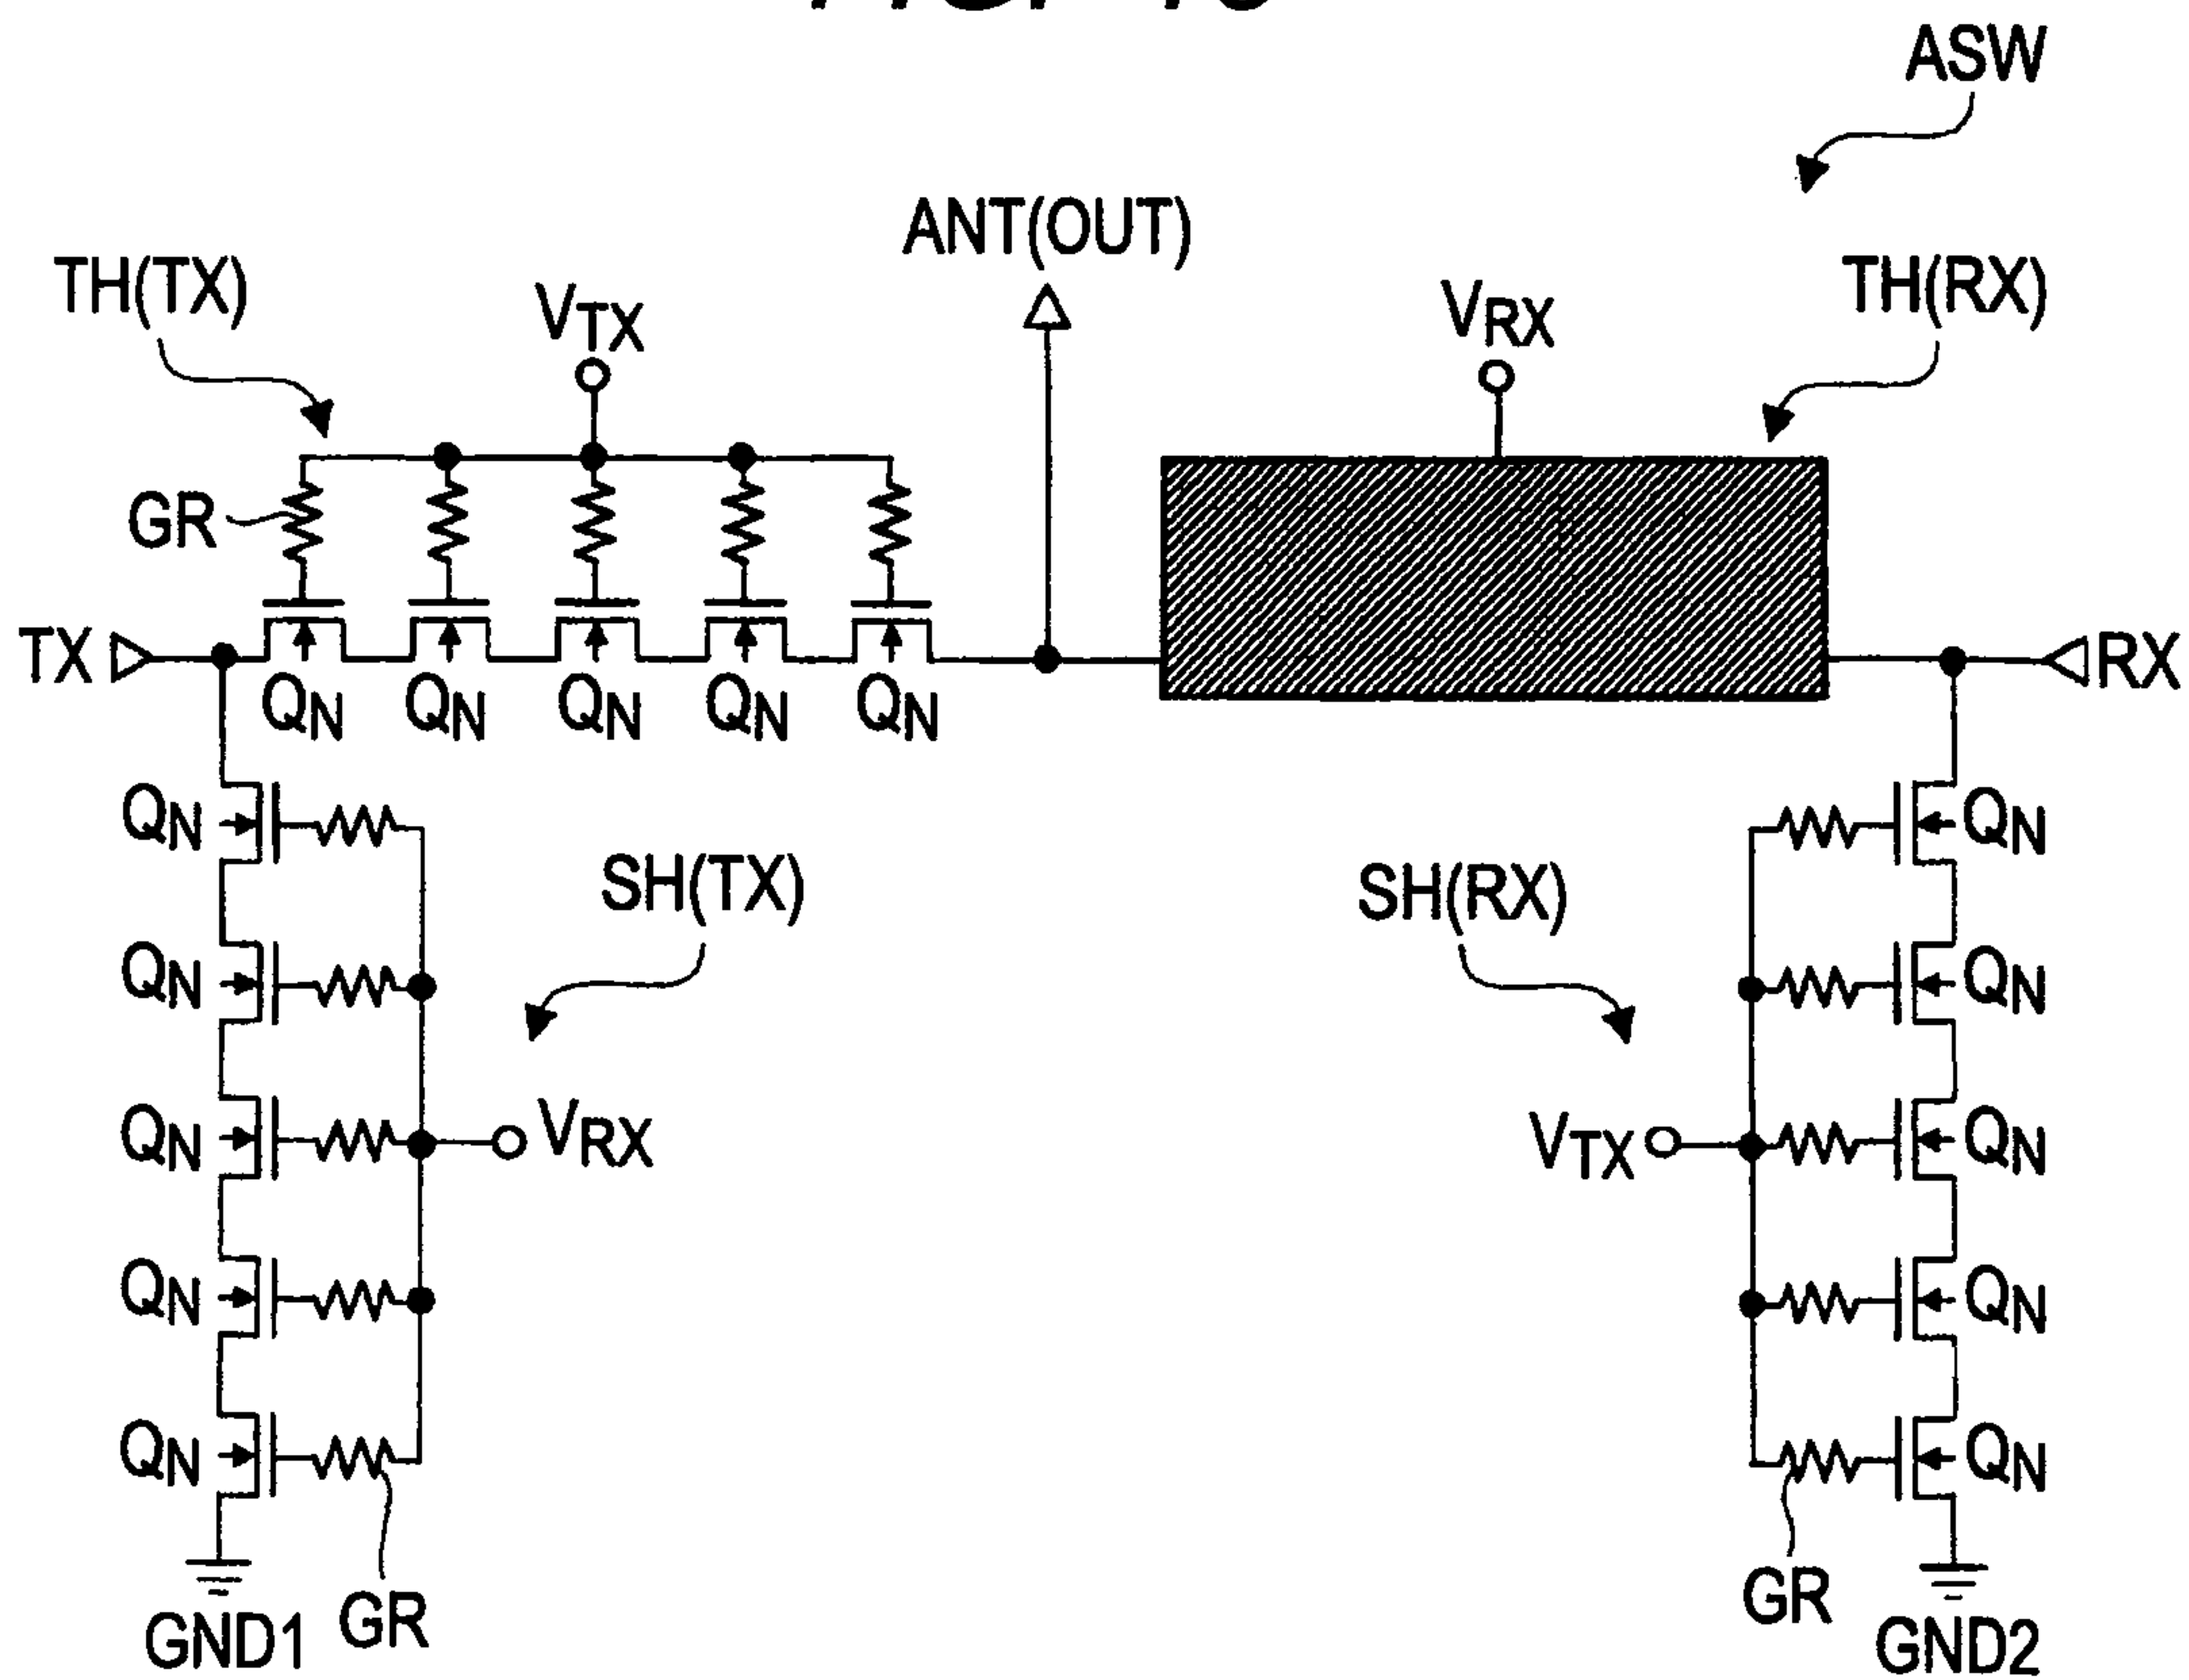 ASW
ANT(OUT)
TH(TX)
VTX
VRX
TH(RX)
GR
TX
RX
QN QN QN QN QN
QN
QN
SH(TX)
SH(RX)
QN
QN
QN
VRX
VTX
QN
QN
QN
QN
QN
GR
GR
GND1
GND2